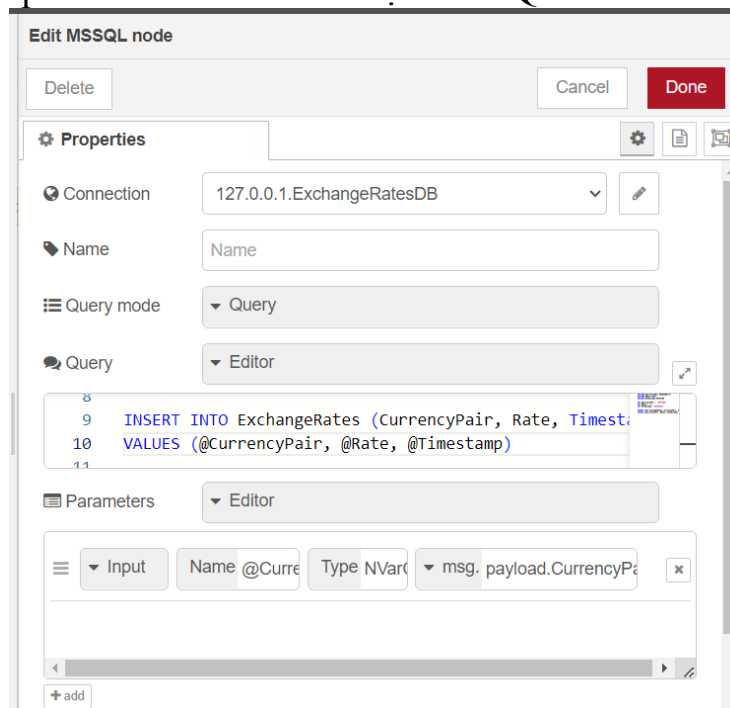 Edit MSSQL node
Delete Cancel Done
Properties
Connection 127.0.0.1.ExchangeRatesDB
Name Name
Query mode Query
Query Editor
8
9 INSERT INTO ExchangeRates (CurrencyPair, Rate, Timesta
10 VALUES (@CurrencyPair, @Rate, @Timestamp)
11
Parameters Editor
Input Name @Curre Type NVarC msg. payload.CurrencyPa
add